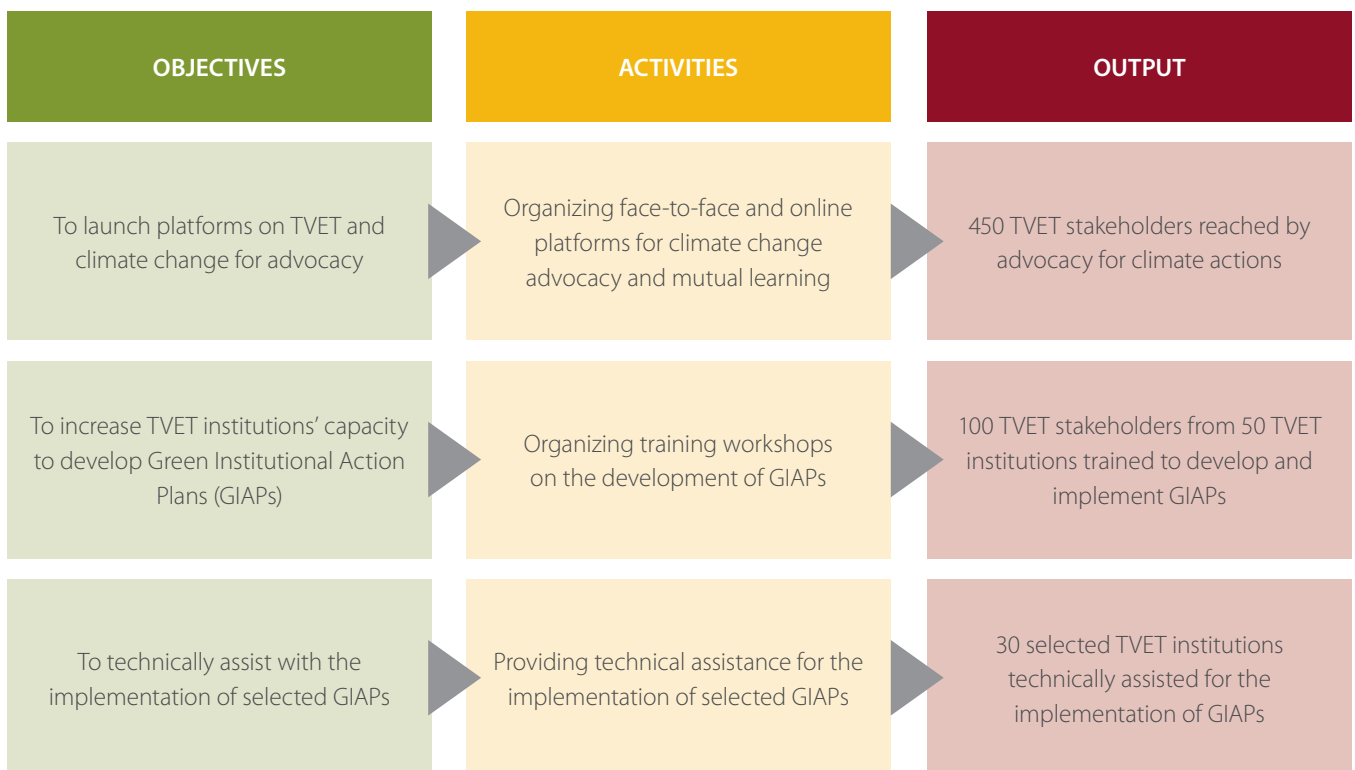 OBJECTIVES
ACTIVITIES
OUTPUT
To launch platforms on TVET and
climate change for advocacy
Organizing face-to-face and online
platforms for climate change
advocacy and mutual learning
450 TVET stakeholders reached by
advocacy for climate actions
To increase TVET institutions’ capacity
to develop Green Institutional Action
Plans (GIAPs)
Organizing training workshops
on the development of GIAPs
100 TVET stakeholders from 50 TVET
institutions trained to develop and
implement GIAPs
To technically assist with the
implementation of selected GIAPs
Providing technical assistance for the
implementation of selected GIAPs
30 selected TVET institutions
technically assisted for the
implementation of GIAPs